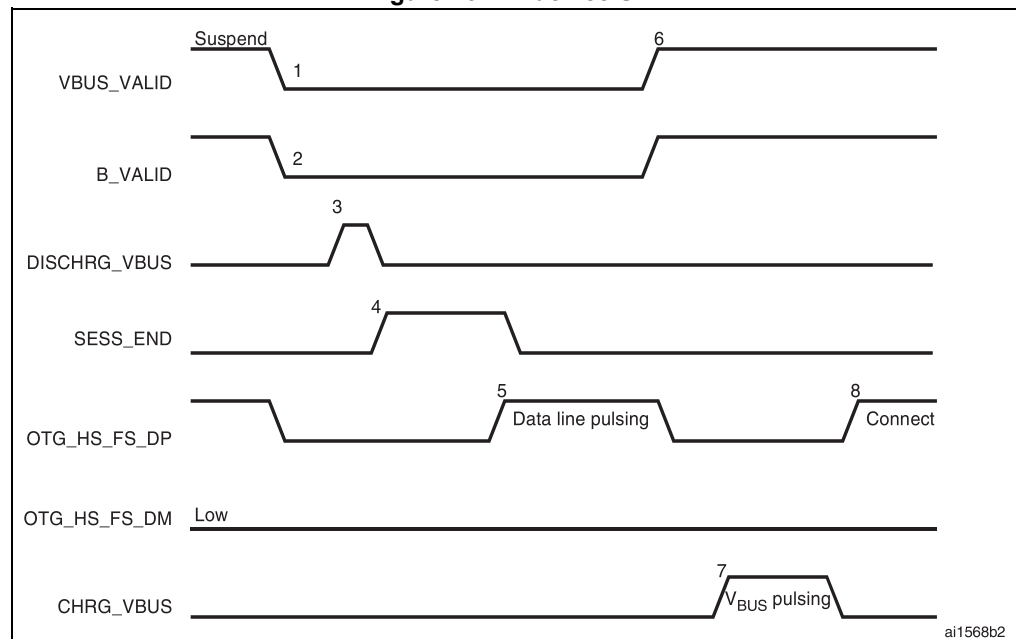 Suspend
6
VBUS_VALID
1
B_VALID
2
3
DISCHRG_VBUS
4
SESS_END
5
8
Data line pulsing
Connect
OTG_HS_FS_DP
OTG_HS_FS_DM
Low
7
CHRG_VBUS
VBUS pulsing
ai1568b2